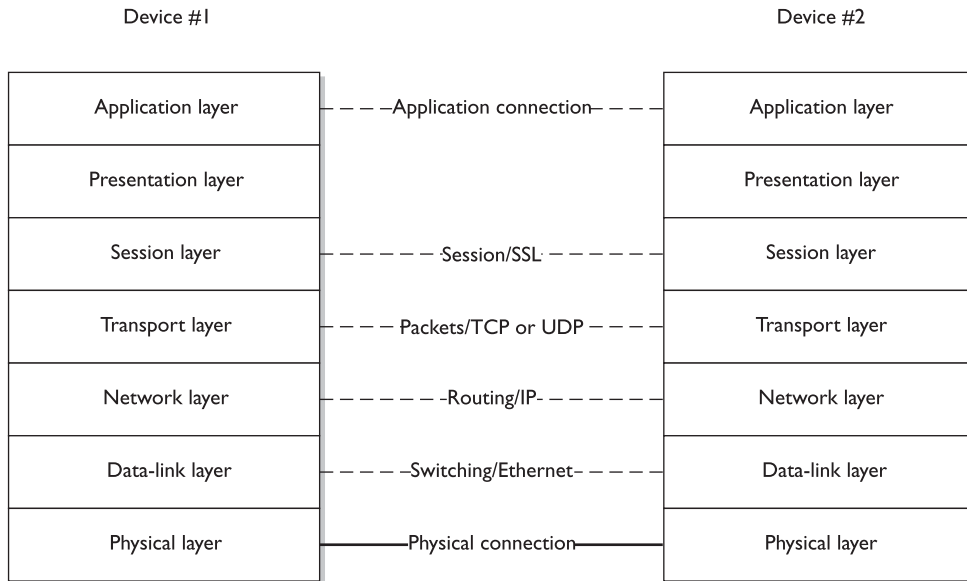 Device #1
Device #2
Application layer
Application connection
Application layer
Presentation layer
Presentation layer
Session layer
Session/SSL
Session layer
Transport layer
Packets/TCP or UDP
Transport layer
Network layer
Routing/IP
Network layer
Data-link layer
Switching/Ethernet
Data-link layer
Physical layer
Physical connection
Physical layer